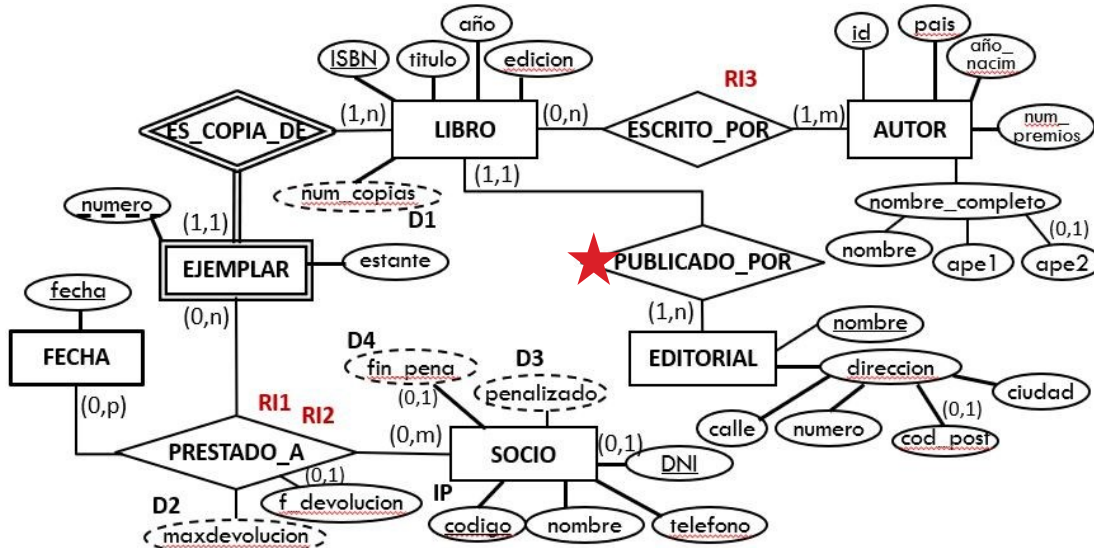 año
ISBN
titulo
edicion
ES_COPIA_DE
(1,n)
LIBRO
(0,n)
RI3
ESCRITO_POR
(1,m)
id
pais
año_
nacim
AUTOR
num_
premios
num_copias
D1
(1,1)
nombre_completo
nombre
ape1
(0,1)
ape2
numero
(1,1)
EJEMPLAR
estante
(0,n)
PUBLICADO_POR
(1,n)
EDITORIAL
nombre
direccion
calle
numero
(0,1)
cod_post
ciudad
fecha
FECHA
(0,p)
RI1
RI2
PRESTADO_A
(0,m)
(0,1)
f_devolucion
D2
maxdevolucion
D4
fin_pena
(0,1)
D3
penalizado
SOCIO
(0,1)
DNI
IP
codigo
nombre
telefono